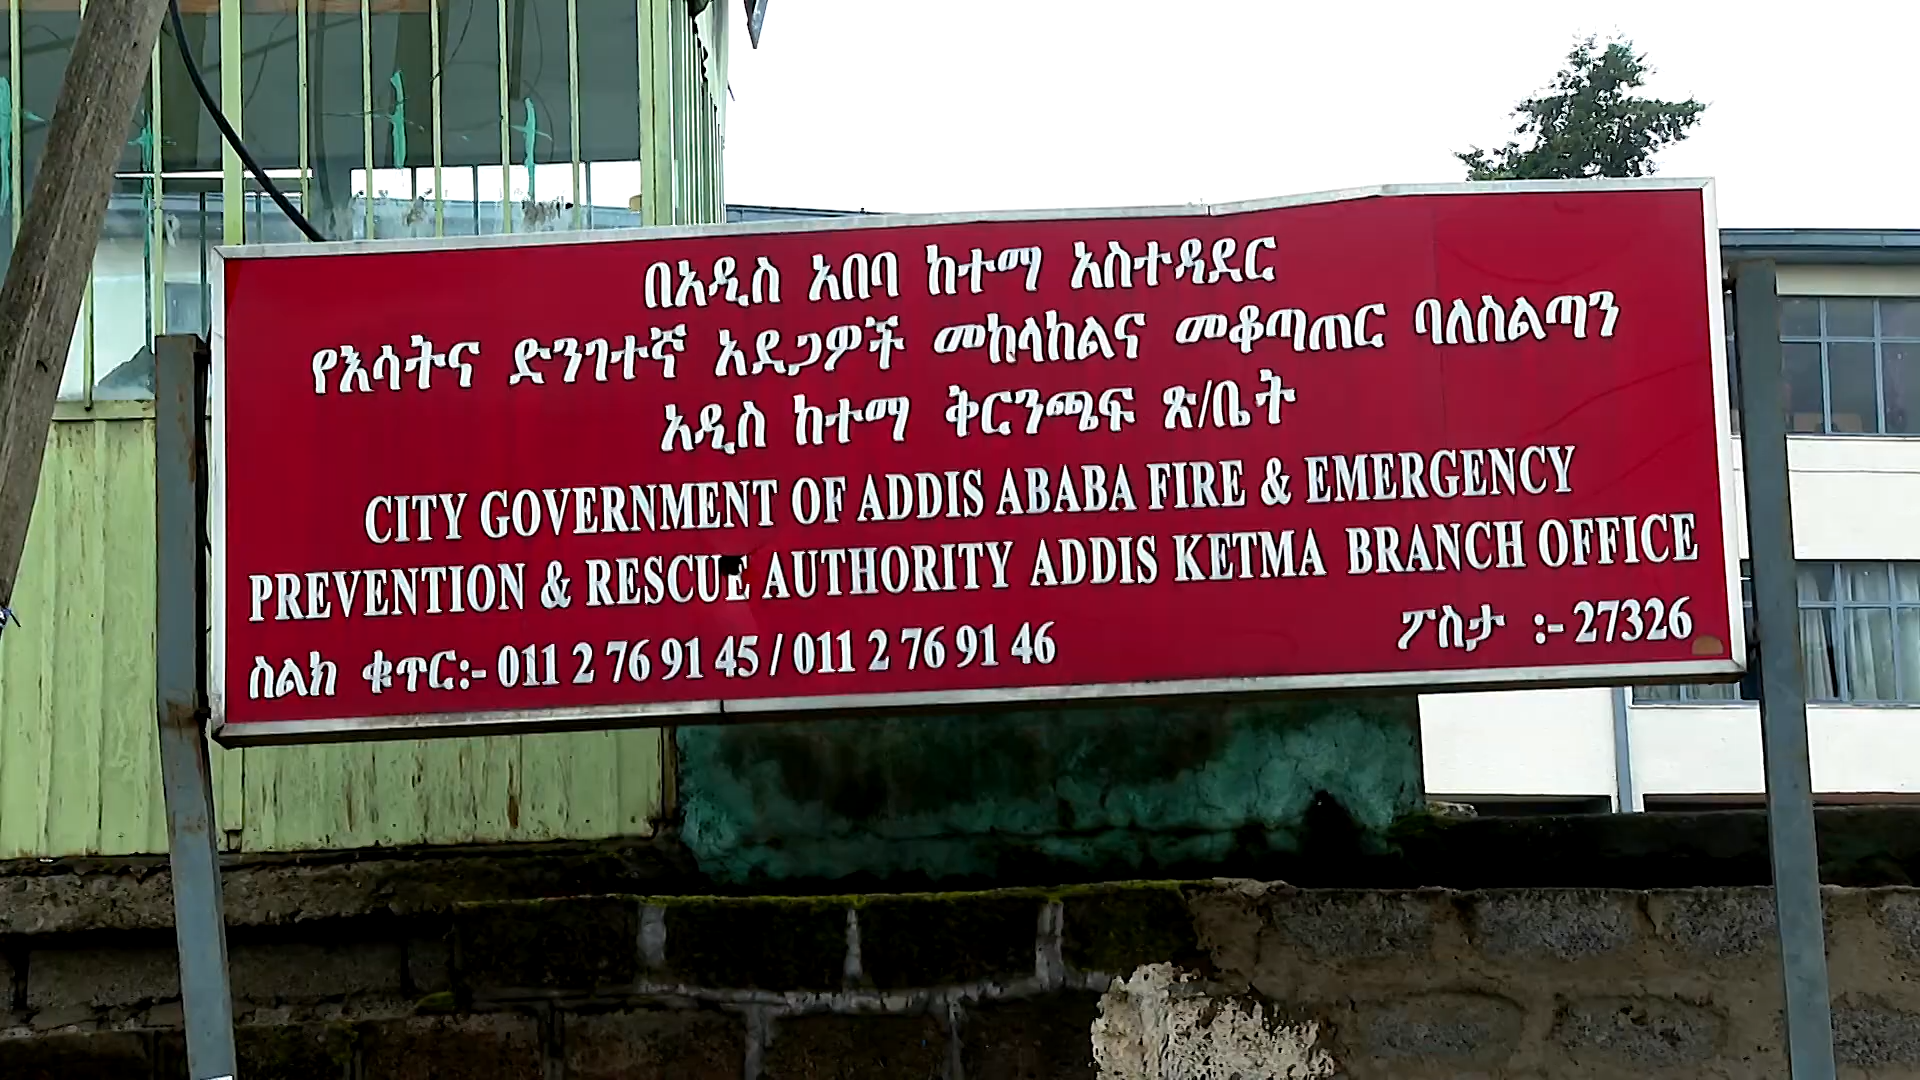 በአዲስ አበባ ከተማ አስተዳደር
የእሳትና ድንገተኛ አደጋዎች መከላከልና መቆጣጠር ባለስልጣን
አዲስ ከተማ ቅርንጫፍ ጽ/ቤት
CITY GOVERNMENT OF ADDIS ABABA FIRE & EMERGENCY
PREVENTION & RESCUE AUTHORITY ADDIS KETMA BRANCH OFFICE
ስልክ ቁጥር:- 011 2 76 91 45 / 011 2 76 91 46 ፖስታ :- 27326